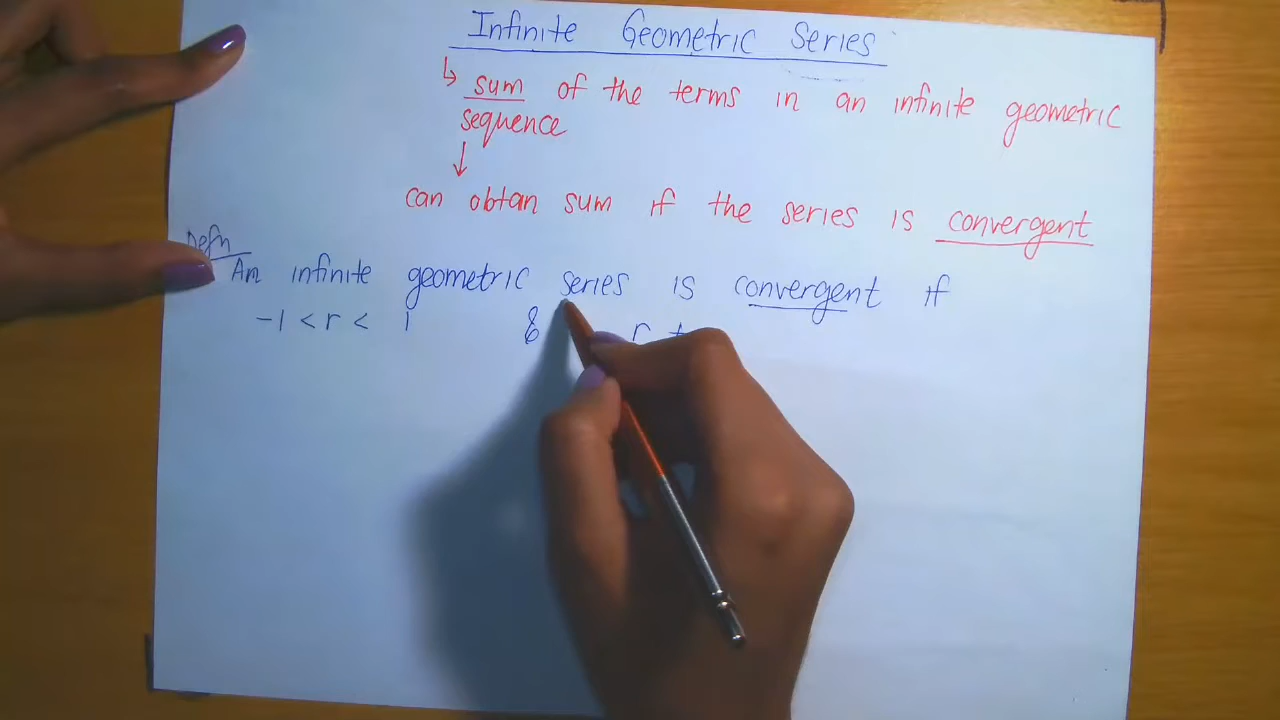 Infinite Geometric Series
↳ sum of the terms in an infinite geometric
sequence
↓
can obtan sum if the series is convergent
Defn
An infinite geometric series is convergent if
-1 < r < 1 & r